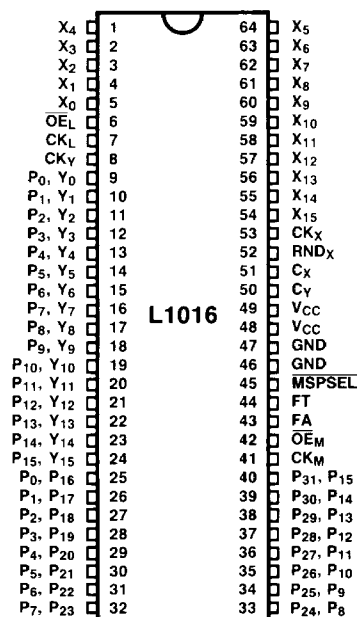 X4 1 64 X5
X3 2 63 X6
X2 3 62 X7
X1 4 61 X8
X0 5 60 X9
OEL 6 59 X10
CKL 7 58 X11
CKY 8 57 X12
P0, Y0 9 56 X13
P1, Y1 10 55 X14
P2, Y2 11 54 X15
P3, Y3 12 53 CKX
P4, Y4 13 52 RNDX
P5, Y5 14 51 CX
P6, Y6 15 50 CY
P7, Y7 16 L1016 49 VCC
P8, Y8 17 48 VCC
P9, Y9 18 47 GND
P10, Y10 19 46 GND
P11, Y11 20 45 MSPSEL
P12, Y12 21 44 FT
P13, Y13 22 43 FA
P14, Y14 23 42 OEM
P15, Y15 24 41 CKM
P0, P16 25 40 P31, P15
P1, P17 26 39 P30, P14
P2, P18 27 38 P29, P13
P3, P19 28 37 P28, P12
P4, P20 29 36 P27, P11
P5, P21 30 35 P26, P10
P6, P22 31 34 P25, P9
P7, P23 32 33 P24, P8